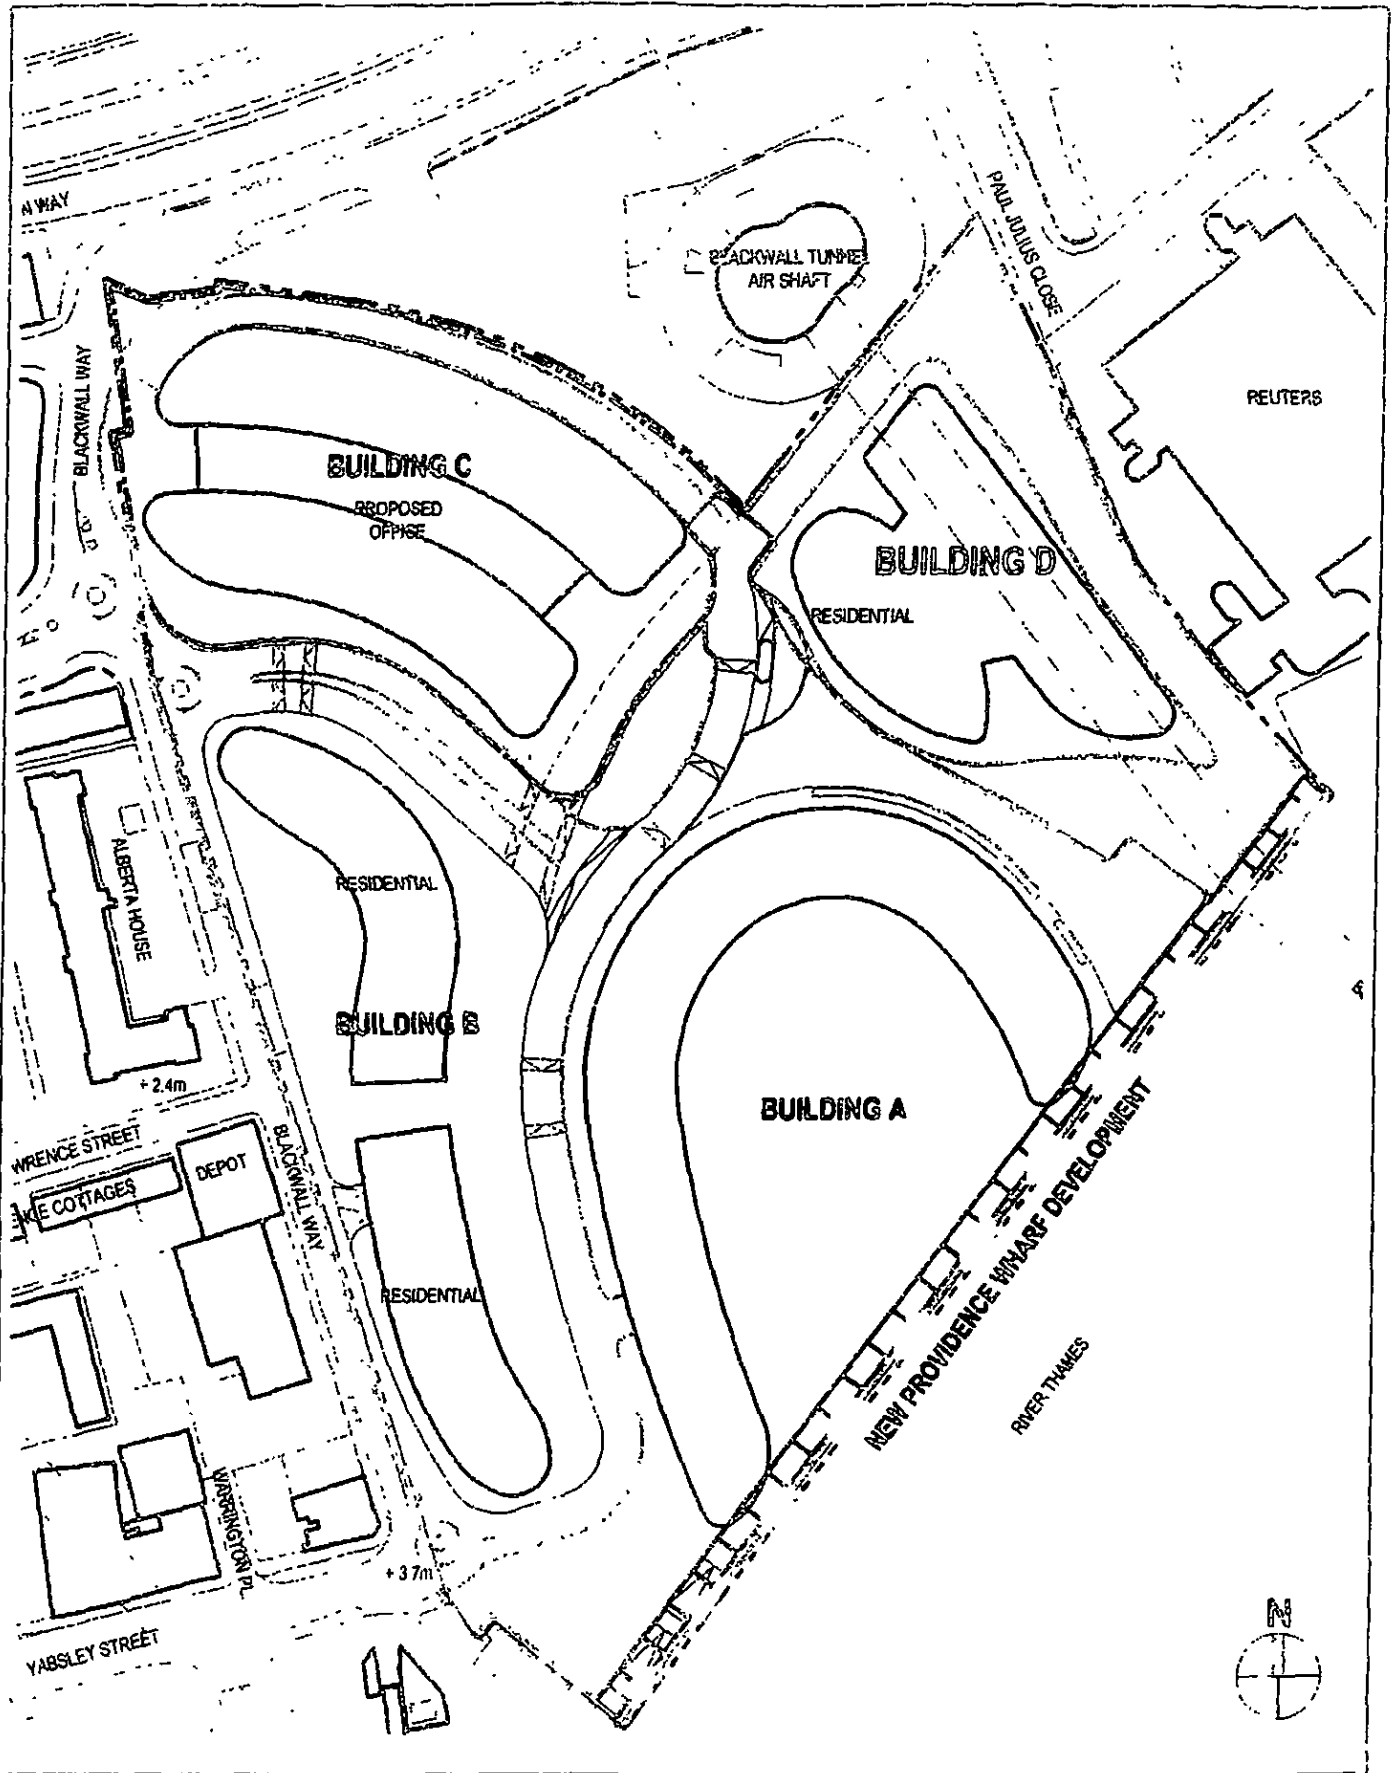 N WAY
PAUL JULIUS CLOSE
BLACKWALL TUNNEL
AIR SHAFT
BLACKWALL WAY
REUTERS
BUILDING C
PROPOSED
OFFICE
BUILDING D
RESIDENTIAL
ALBERTA HOUSE
RESIDENTIAL
BUILDING B
+ 2.4m
BUILDING A
WRENCE STREET
DEPOT
COTTAGES
BLACKWALL WAY
RESIDENTIAL
NEW PROVIDENCE WHARF DEVELOPMENT
RIVER THAMES
WARRINGTON PL
+ 3 7m
YABSLEY STREET
N